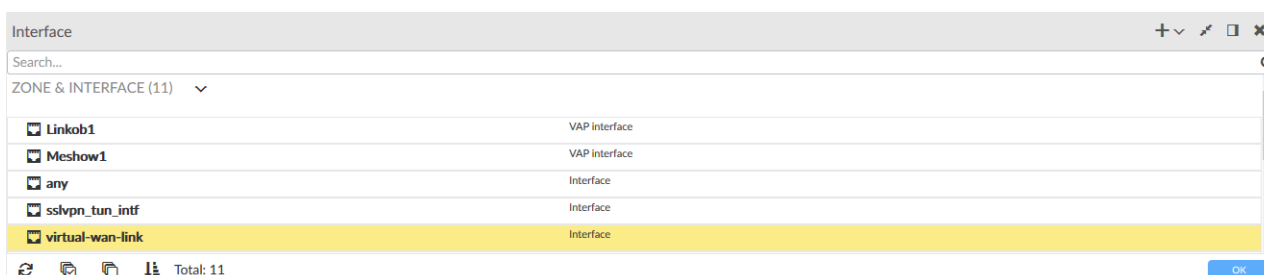 Interface
Search...
ZONE & INTERFACE (11)
Linkob1 VAP interface
Meshow1 VAP interface
any Interface
sslvpn_tun_intf Interface
virtual-wan-link Interface
Total: 11 OK